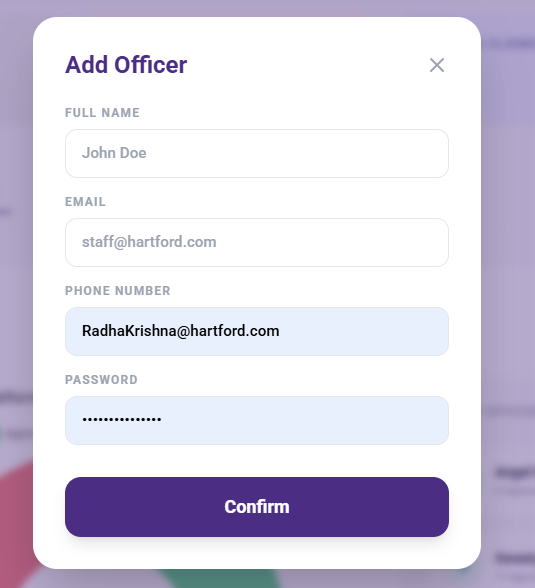 Add Officer
FULL NAME
John Doe
EMAIL
staff@hartford.com
PHONE NUMBER
RadhaKrishna@hartford.com
PASSWORD
•••••••••••••••
Confirm